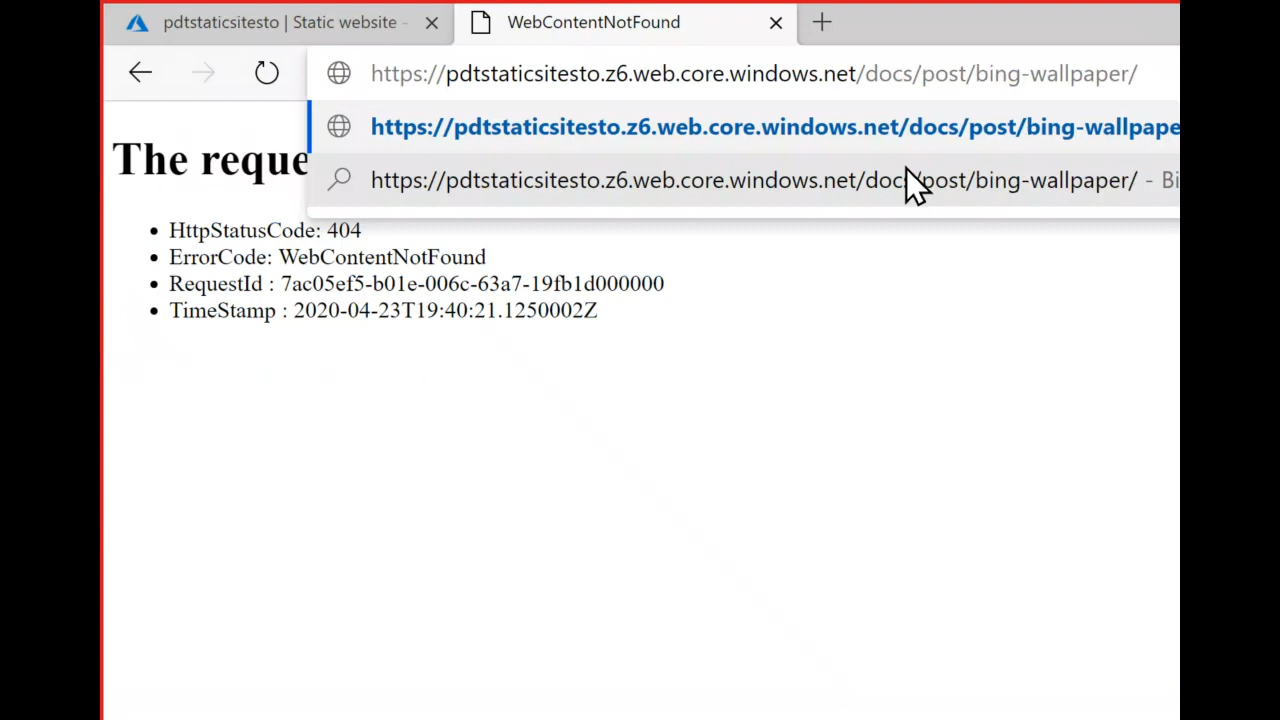 pdtstaticsitesto | Static website -
WebContentNotFound
https://pdtstaticsitesto.z6.web.core.windows.net/docs/post/bing-wallpaper/
https://pdtstaticsitesto.z6.web.core.windows.net/docs/post/bing-wallpape
https://pdtstaticsitesto.z6.web.core.windows.net/docs/post/bing-wallpaper/ - Bi
The reque
• HttpStatusCode: 404
• ErrorCode: WebContentNotFound
• RequestId : 7ac05ef5-b01e-006c-63a7-19fb1d000000
• TimeStamp : 2020-04-23T19:40:21.1250002Z